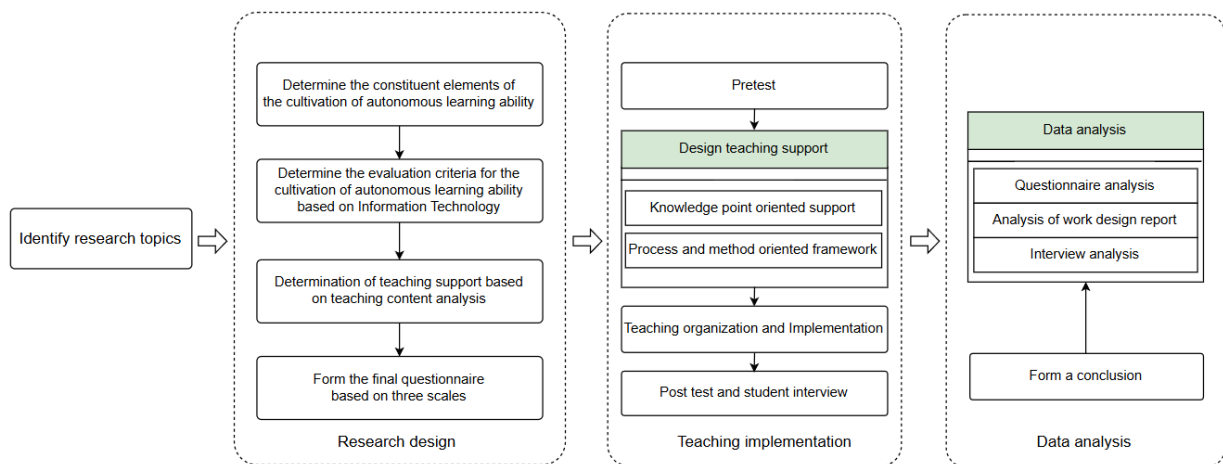 Identify research topics
Determine the constituent elements of
the cultivation of autonomous learning ability
Determine the evaluation criteria for the
cultivation of autonomous learning ability
based on Information Technology
Determination of teaching support based
on teaching content analysis
Form the final questionnaire
based on three scales
Research design
Pretest
Design teaching support
Knowledge point oriented support
Process and method oriented framework
Teaching organization and Implementation
Post test and student interview
Teaching implementation
Data analysis
Questionnaire analysis
Analysis of work design report
Interview analysis
Form a conclusion
Data analysis